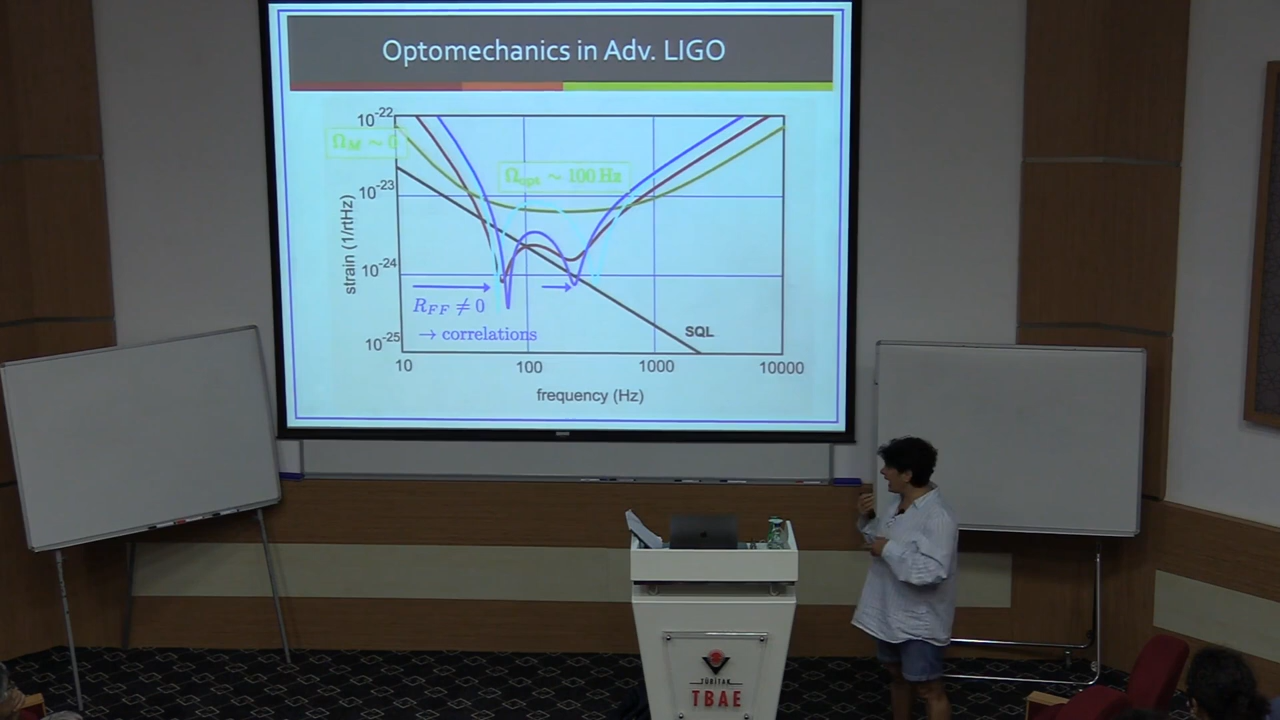 Optomechanics in Adv. LIGO
10⁻²²
Ω_M ~ 0
Ω_opt ~ 100 Hz
10⁻²³
strain (1/rtHz)
10⁻²⁴
R_FF ≠ 0
→ correlations
SQL
10⁻²⁵
10 100 1000 10000
frequency (Hz)
TÜBİTAK
TBAE